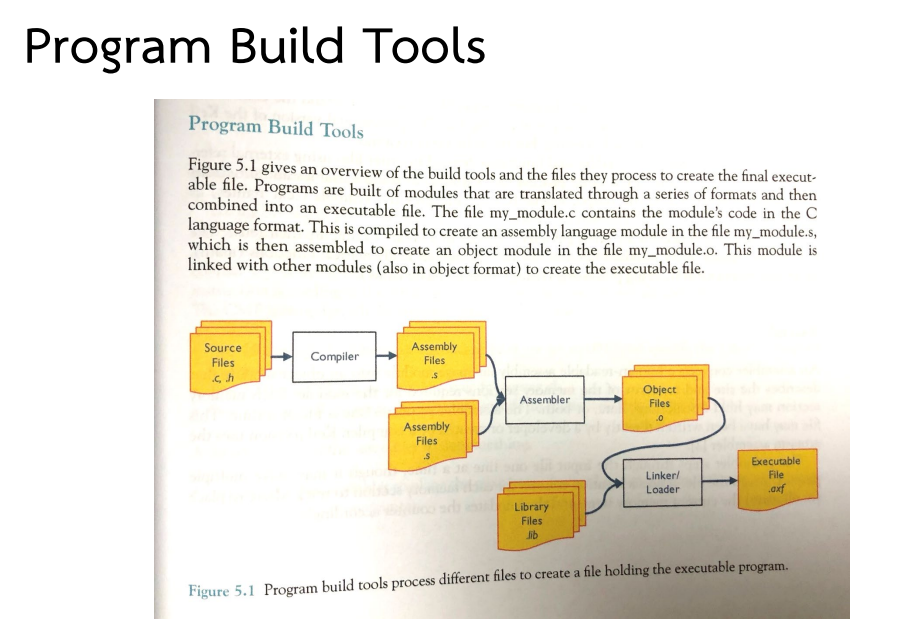 Program Build Tools
Program Build Tools
Figure 5.1 gives an overview of the build tools and the files they process to create the final execut-
able file. Programs are built of modules that are translated through a series of formats and then
combined into an executable file. The file my_module.c contains the module's code in the C
language format. This is compiled to create an assembly language module in the file my_module.s,
which is then assembled to create an object module in the file my_module.o. This module is
linked with other modules (also in object format) to create the executable file.
Source
Files
.c, .h
Compiler
Assembly
Files
.s
Assembly
Files
.s
Assembler
Object
Files
.o
Library
Files
.lib
Linker/
Loader
Executable
File
.axf
Figure 5.1 Program build tools process different files to create a file holding the executable program.